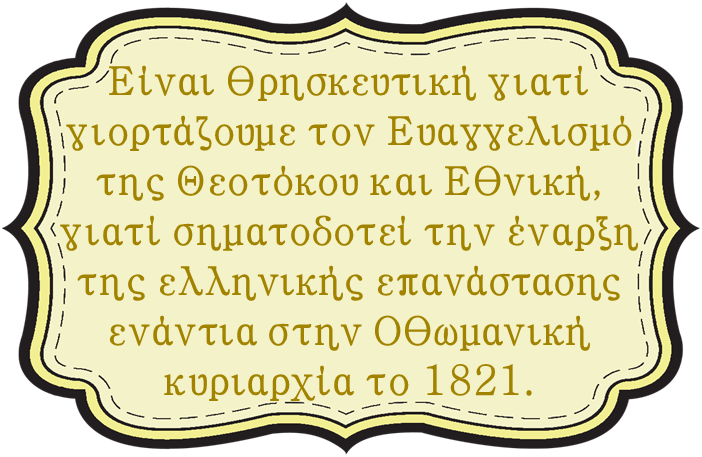 Είναι Θρησκευτική γιατί
γιορτάζουμε τον Ευαγγελισμό
της Θεοτόκου και ΕΘνική,
γιατί σηματοδοτεί την έναρξη
της ελληνικής επανάστασης
ενάντια στην ΟΘωμανική
κυριαρχία το 1821.